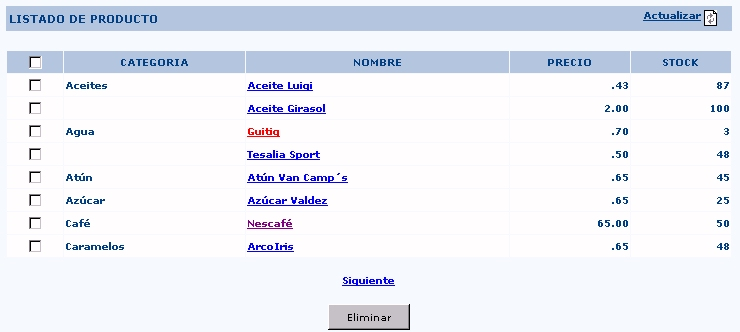 LISTADO DE PRODUCTO Actualizar
CATEGORIA NOMBRE PRECIO STOCK
Aceites Aceite Luigi .43 87
Aceite Girasol 2.00 100
Agua Guitig .70 3
Tesalia Sport .50 48
Atún Atún Van Camp´s .65 45
Azúcar Azúcar Valdez .65 25
Café Nescafé 65.00 50
Caramelos ArcoIris .65 48
Siguiente
Eliminar